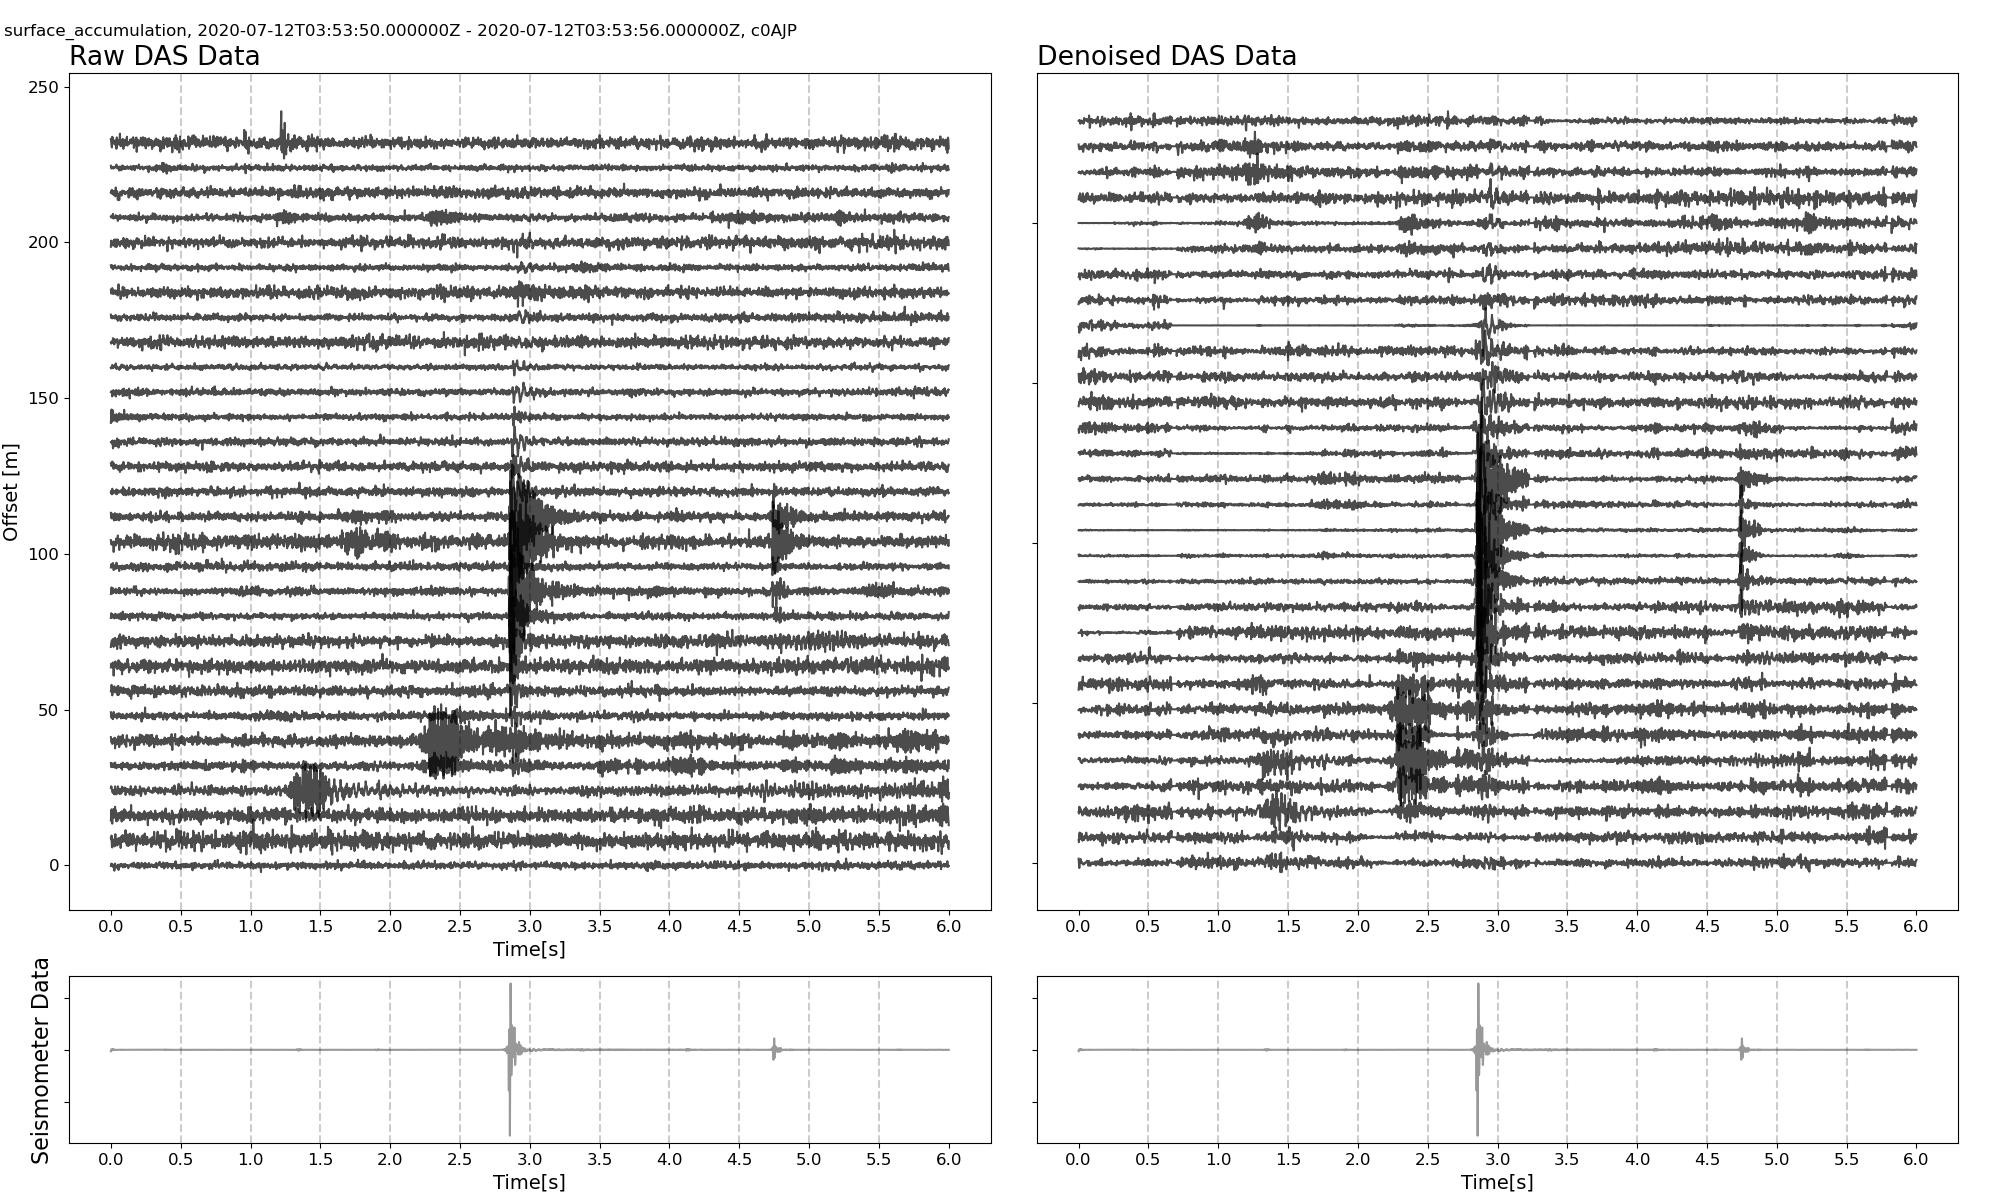 surface_accumulation, 2020-07-12T03:53:50.000000Z - 2020-07-12T03:53:56.000000Z, c0AJP
Raw DAS Data
Denoised DAS Data
250
200
150
100
50
0
Offset [m]
0.0 0.5 1.0 1.5 2.0 2.5 3.0 3.5 4.0 4.5 5.0 5.5 6.0
Time[s]
0.0 0.5 1.0 1.5 2.0 2.5 3.0 3.5 4.0 4.5 5.0 5.5 6.0
Seismometer Data
0.0 0.5 1.0 1.5 2.0 2.5 3.0 3.5 4.0 4.5 5.0 5.5 6.0
Time[s]
0.0 0.5 1.0 1.5 2.0 2.5 3.0 3.5 4.0 4.5 5.0 5.5 6.0
Time[s]